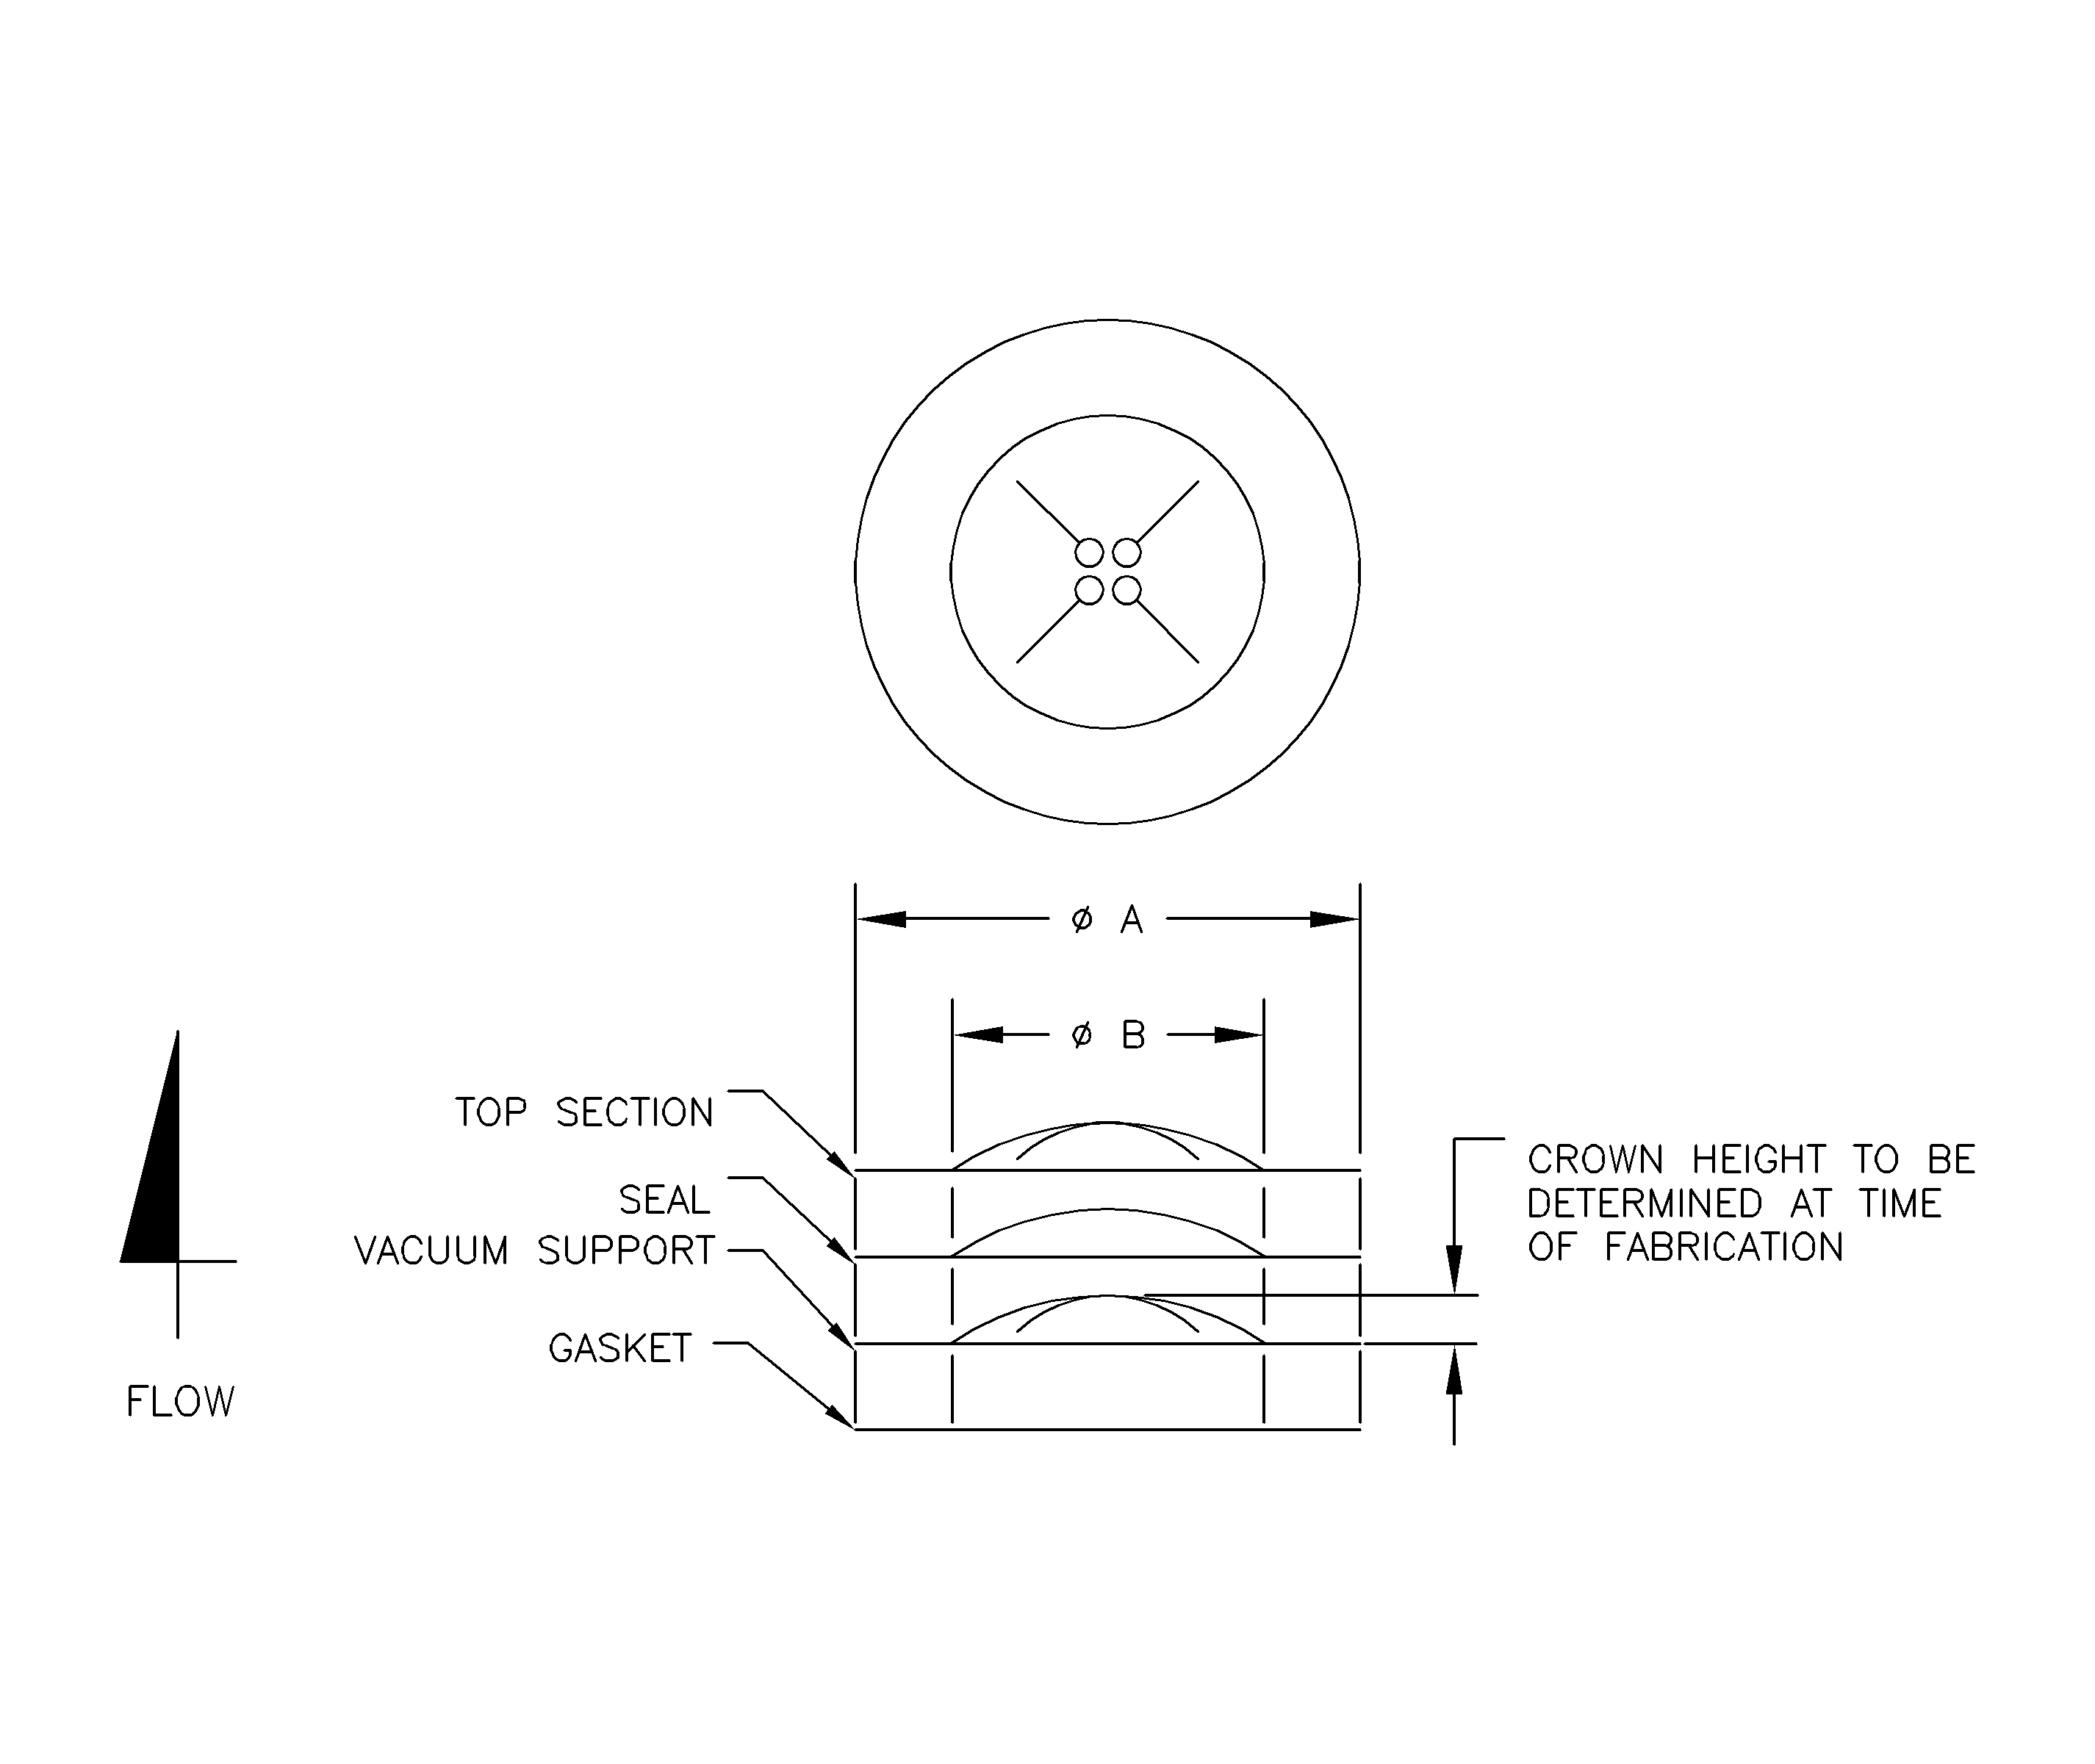 ø A
ø B
TOP SECTION
SEAL
VACUUM SUPPORT
GASKET
FLOW
CROWN HEIGHT TO BE
DETERMINED AT TIME
OF FABRICATION